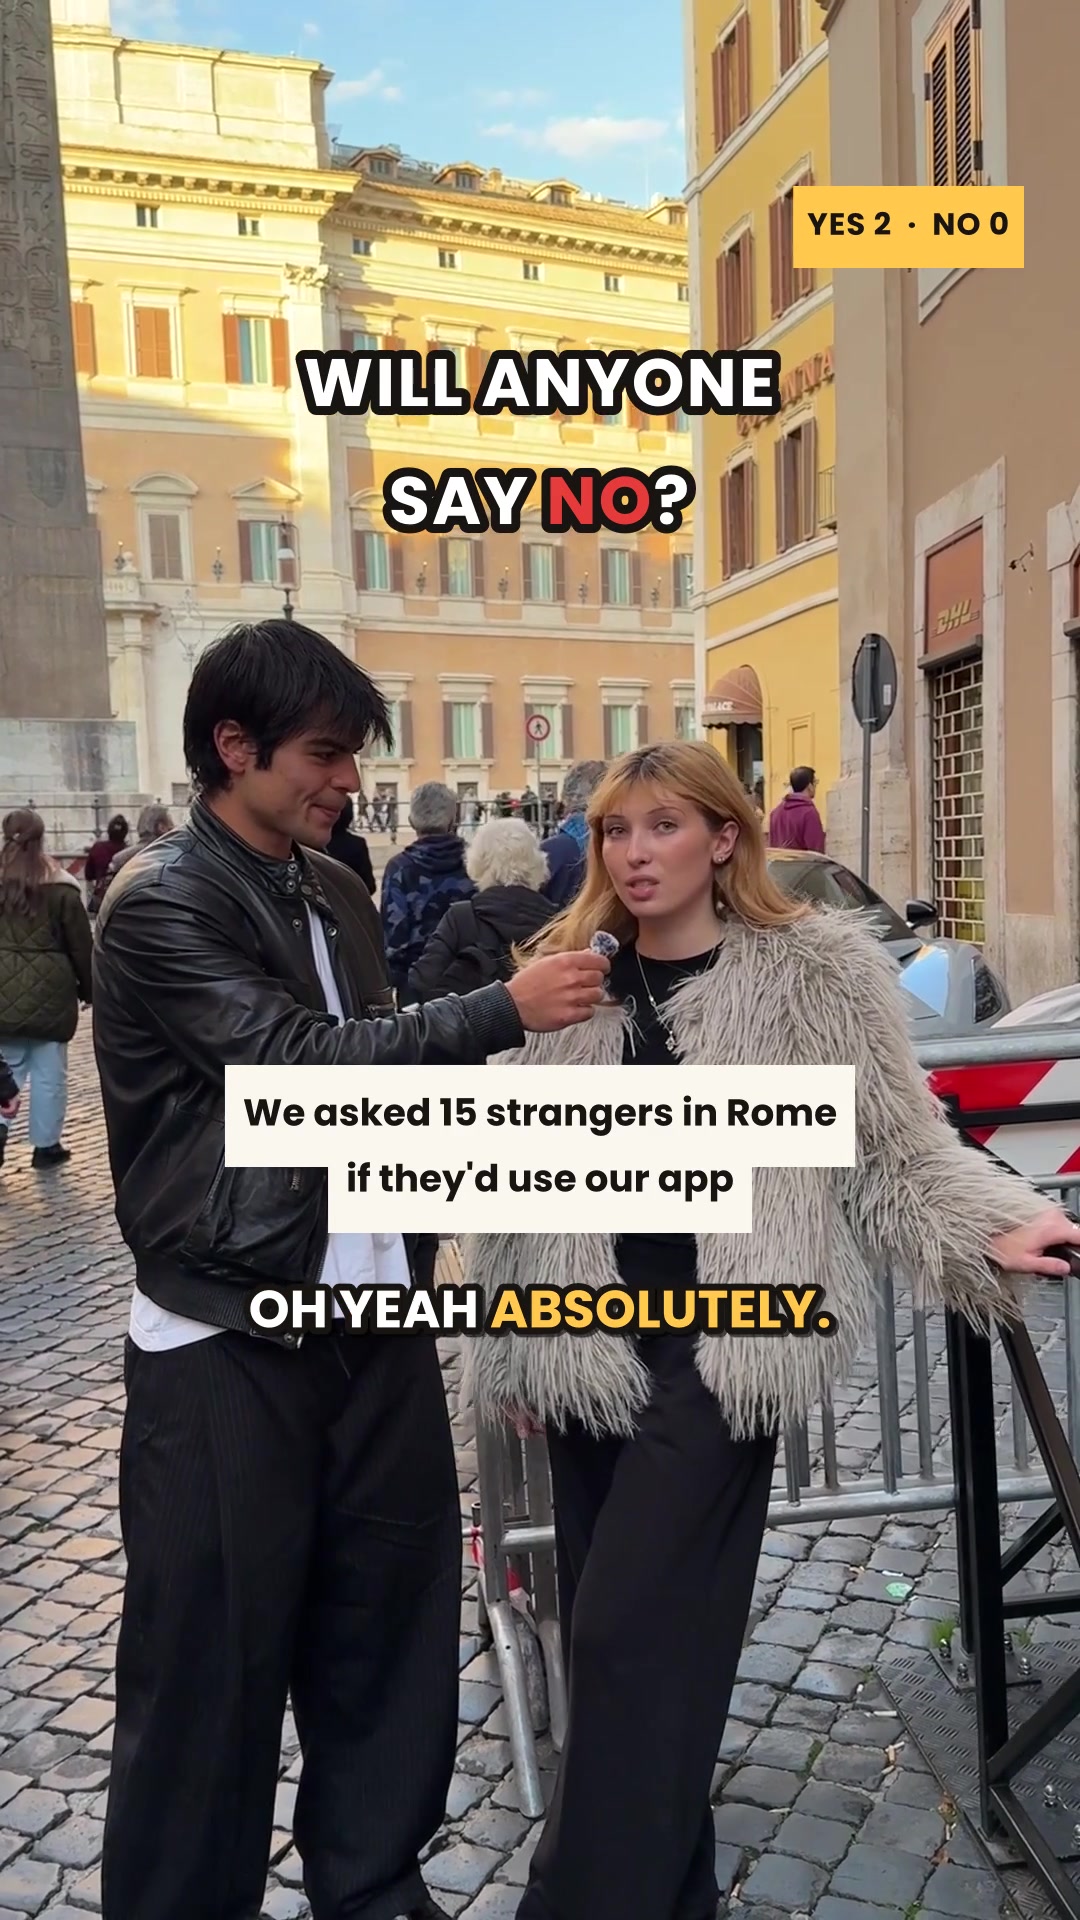 YES 2 · NO 0
WILL ANYONE
SAY NO?
DHL
We asked 15 strangers in Rome
if they'd use our app
OH YEAH ABSOLUTELY.